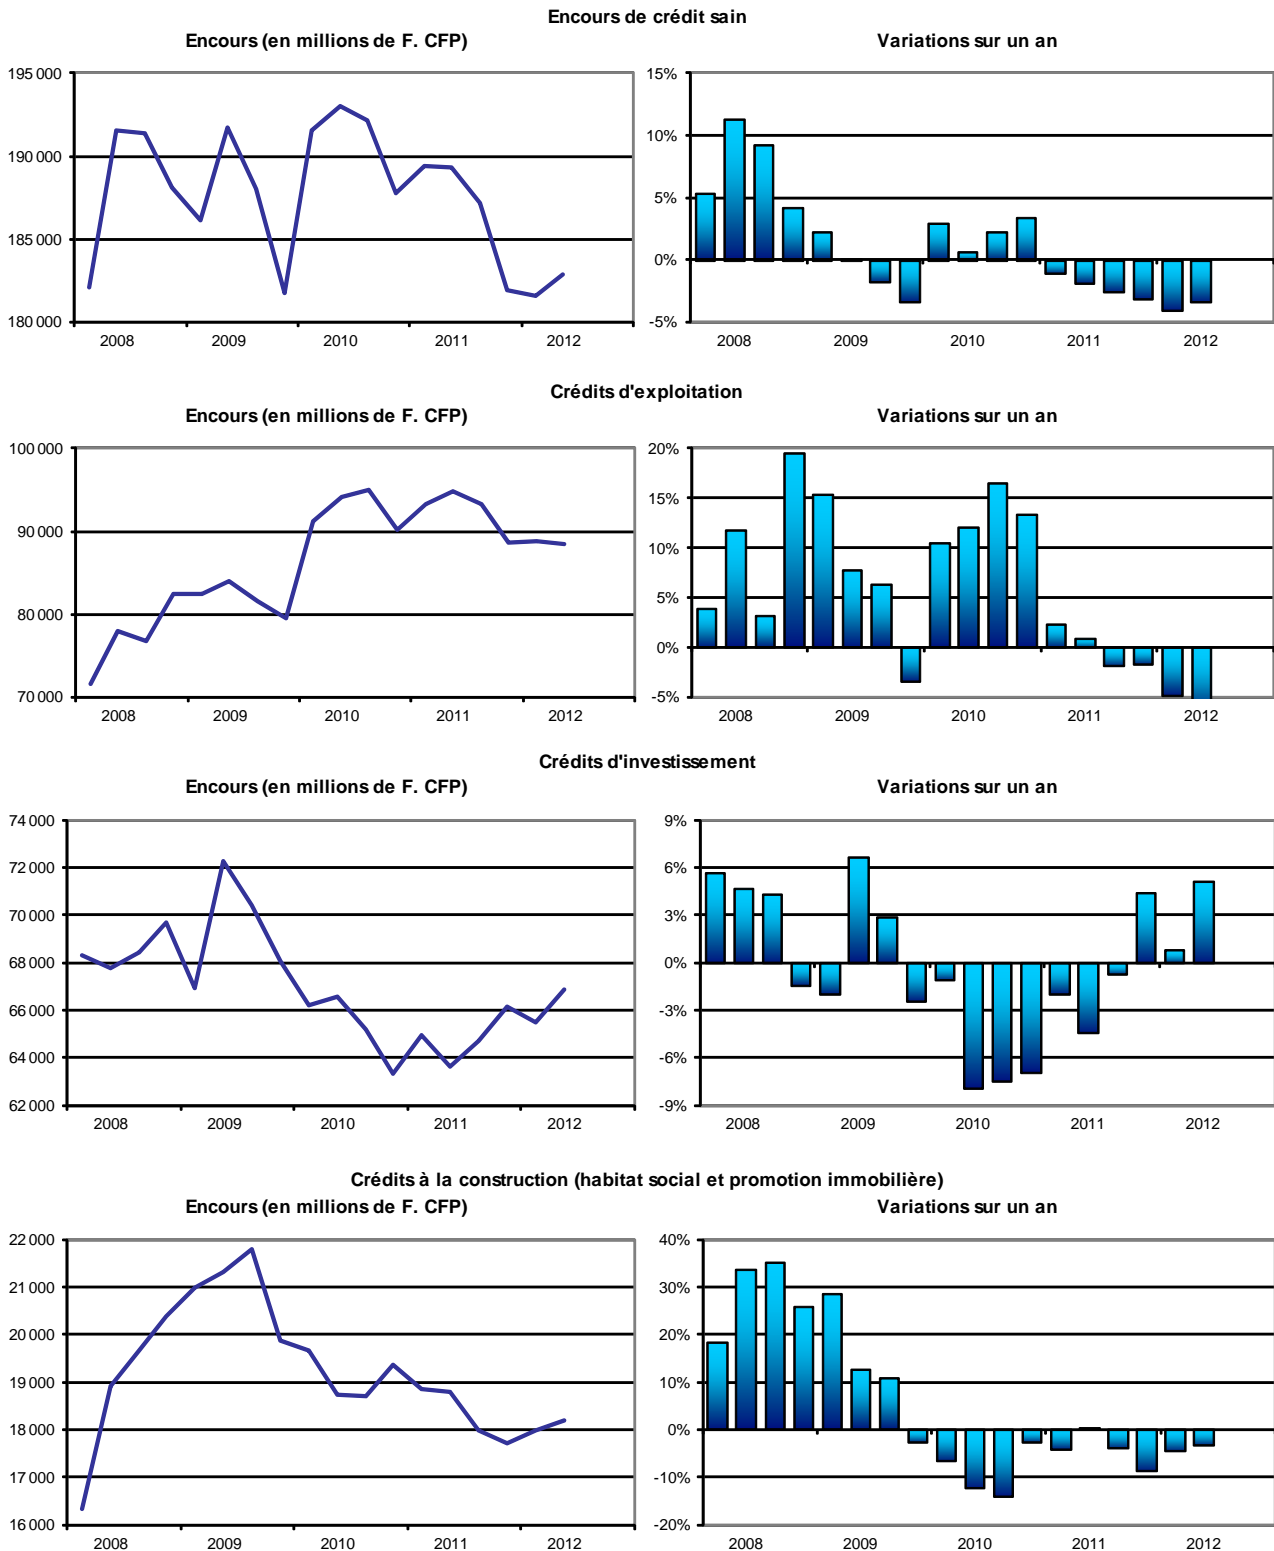 Encours de crédit sain
Encours (en millions de F. CFP)
195 000
190 000
185 000
180 000
2008 2009 2010 2011 2012
Variations sur un an
15%
10%
5%
0%
-5%
2008 2009 2010 2011 2012
Crédits d'exploitation
Encours (en millions de F. CFP)
100 000
90 000
80 000
70 000
2008 2009 2010 2011 2012
Variations sur un an
20%
15%
10%
5%
0%
-5%
2008 2009 2010 2011 2012
Crédits d'investissement
Encours (en millions de F. CFP)
74 000
72 000
70 000
68 000
66 000
64 000
62 000
2008 2009 2010 2011 2012
Variations sur un an
9%
6%
3%
0%
-3%
-6%
-9%
2008 2009 2010 2011 2012
Crédits à la construction (habitat social et promotion immobilière)
Encours (en millions de F. CFP)
22 000
21 000
20 000
19 000
18 000
17 000
16 000
2008 2009 2010 2011 2012
Variations sur un an
40%
30%
20%
10%
0%
-10%
-20%
2008 2009 2010 2011 2012